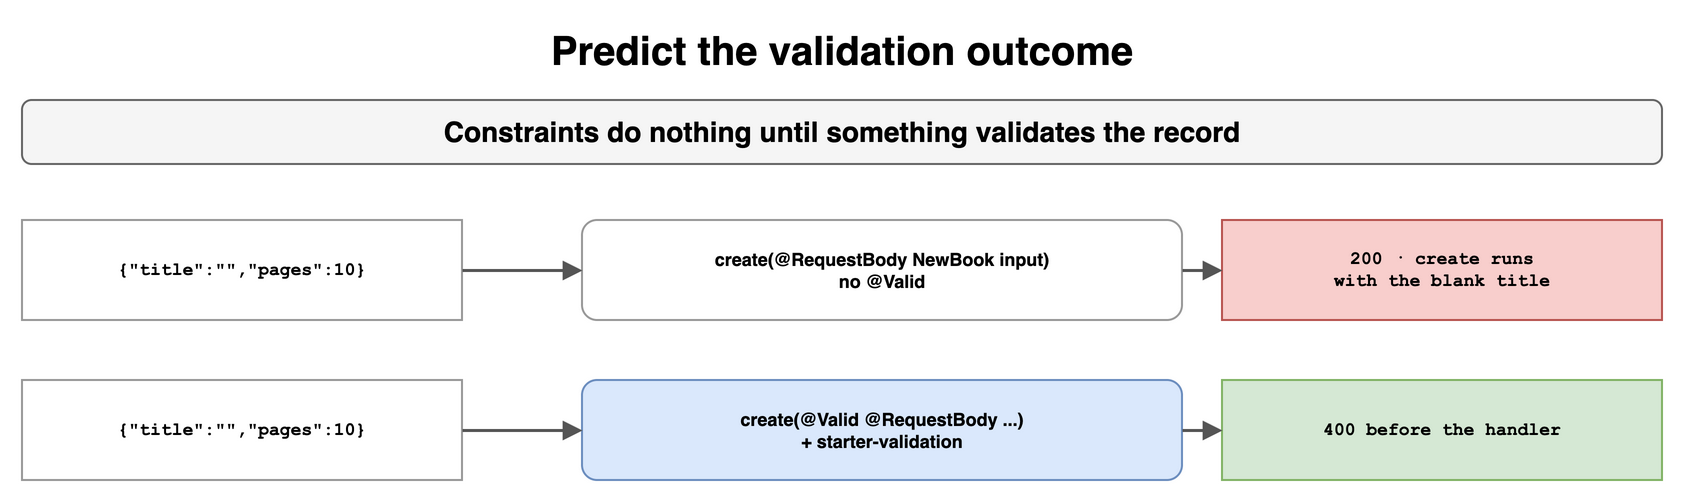 Predict the validation outcome
Constraints do nothing until something validates the record
{"title":"","pages":10}
create(@RequestBody NewBook input)
no @Valid
200 · create runs
with the blank title
{"title":"","pages":10}
create(@Valid @RequestBody ...)
+ starter-validation
400 before the handler